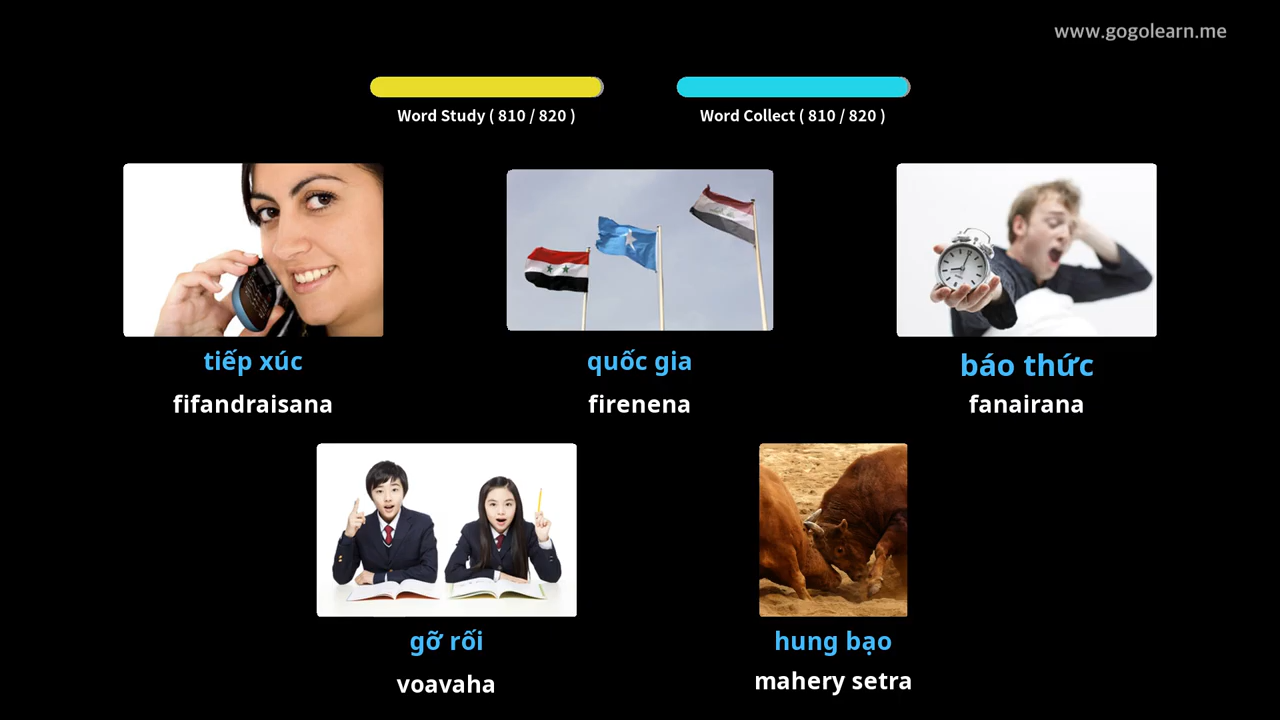 www.gogolearn.me
Word Study ( 810 / 820 )
Word Collect ( 810 / 820 )
tiếp xúc
fifandraisana
quốc gia
firenena
báo thức
fanairana
gỡ rối
voavaha
hung bạo
mahery setra